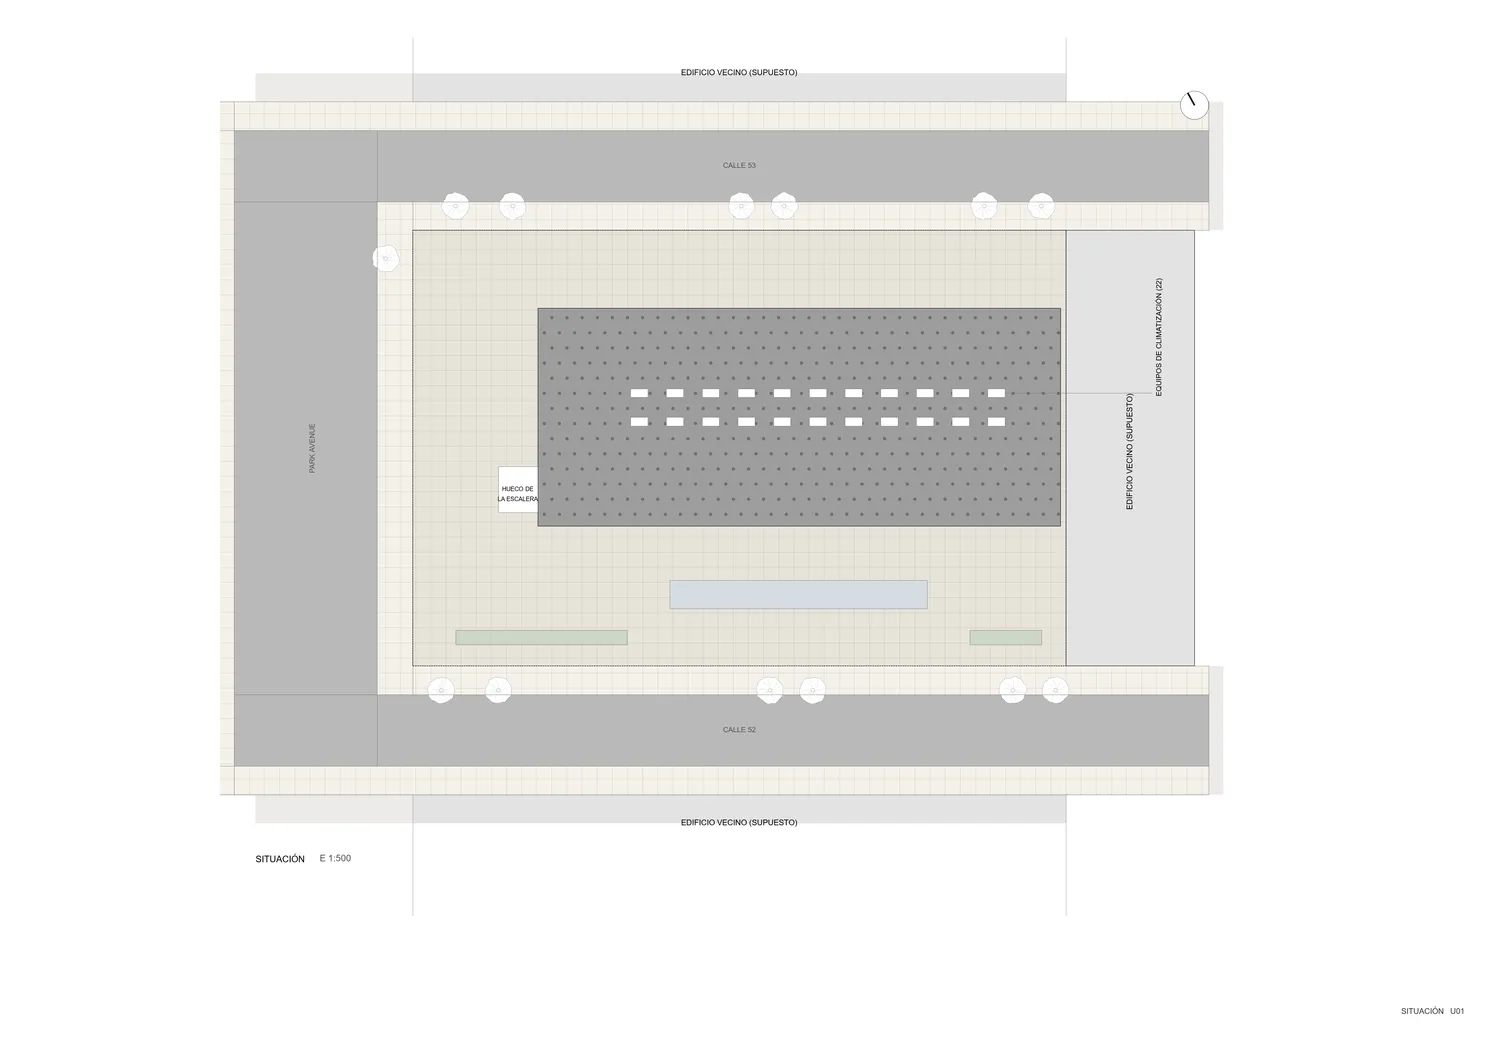 EDIFICIO VECINO (SUPUESTO)
CALLE 53
EQUIPOS DE CLIMATIZACIÓN (22)
EDIFICIO VECINO (SUPUESTO)
PARK AVENUE
HUECO DE
LA ESCALERA
CALLE 52
EDIFICIO VECINO (SUPUESTO)
SITUACIÓN E 1:500
SITUACIÓN U01